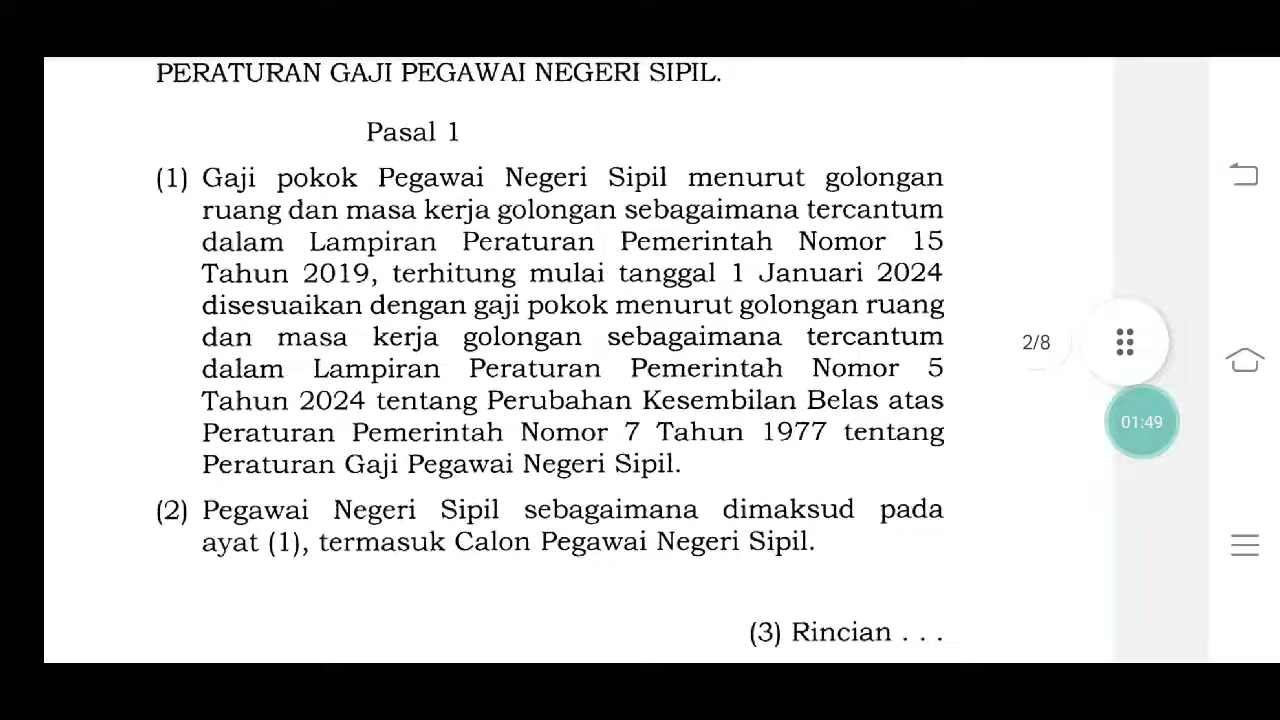 PERATURAN GAJI PEGAWAI NEGERI SIPIL.
Pasal 1
(1) Gaji pokok Pegawai Negeri Sipil menurut golongan
ruang dan masa kerja golongan sebagaimana tercantum
dalam Lampiran Peraturan Pemerintah Nomor 15
Tahun 2019, terhitung mulai tanggal 1 Januari 2024
disesuaikan dengan gaji pokok menurut golongan ruang
dan masa kerja golongan sebagaimana tercantum
dalam Lampiran Peraturan Pemerintah Nomor 5
Tahun 2024 tentang Perubahan Kesembilan Belas atas
Peraturan Pemerintah Nomor 7 Tahun 1977 tentang
Peraturan Gaji Pegawai Negeri Sipil.
(2) Pegawai Negeri Sipil sebagaimana dimaksud pada
ayat (1), termasuk Calon Pegawai Negeri Sipil.
(3) Rincian . . .
2/8
01:49